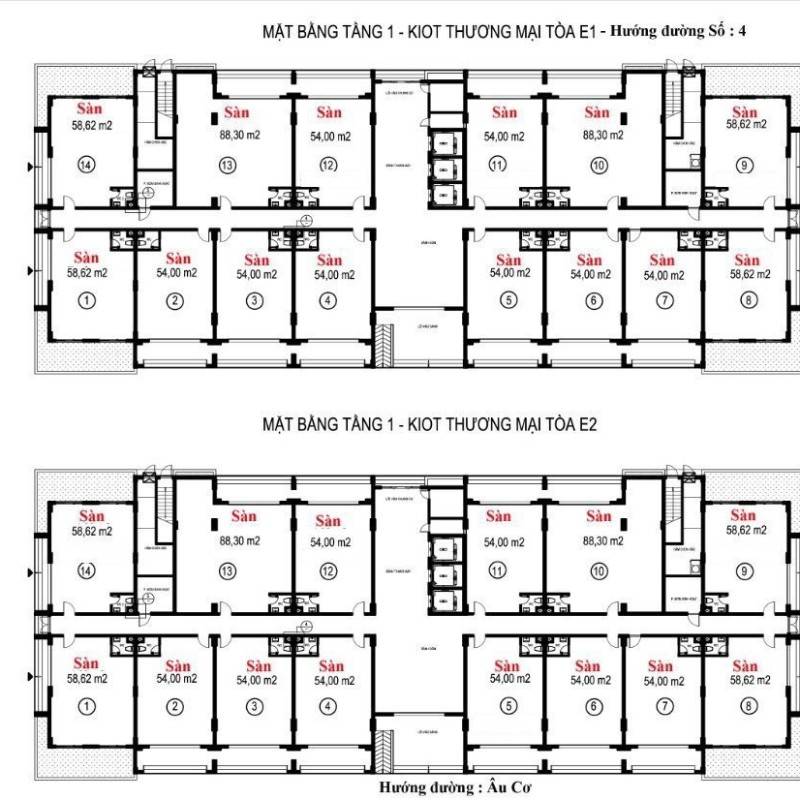 MẶT BẰNG TẦNG 1 - KIOT THƯƠNG MẠI TÒA E1 - Hướng đường Số : 4
Sàn Sàn Sàn Sàn Sàn Sàn
58,62 m2 88,30 m2 54,00 m2 54,00 m2 88,30 m2 58,62 m2
14 13 12 11 10 9
Sàn Sàn Sàn Sàn Sàn Sàn Sàn Sàn
58,62 m2 54,00 m2 54,00 m2 54,00 m2 54,00 m2 54,00 m2 54,00 m2 58,62 m2
1 2 3 4 5 6 7 8
MẶT BẰNG TẦNG 1 - KIOT THƯƠNG MẠI TÒA E2
Sàn Sàn Sàn Sàn Sàn Sàn
58,62 m2 88,30 m2 54,00 m2 54,00 m2 88,30 m2 58,62 m2
14 13 12 11 10 9
Sàn Sàn Sàn Sàn Sàn Sàn Sàn Sàn
58,62 m2 54,00 m2 54,00 m2 54,00 m2 54,00 m2 54,00 m2 54,00 m2 58,62 m2
1 2 3 4 5 6 7 8
Hướng đường : Âu Cơ